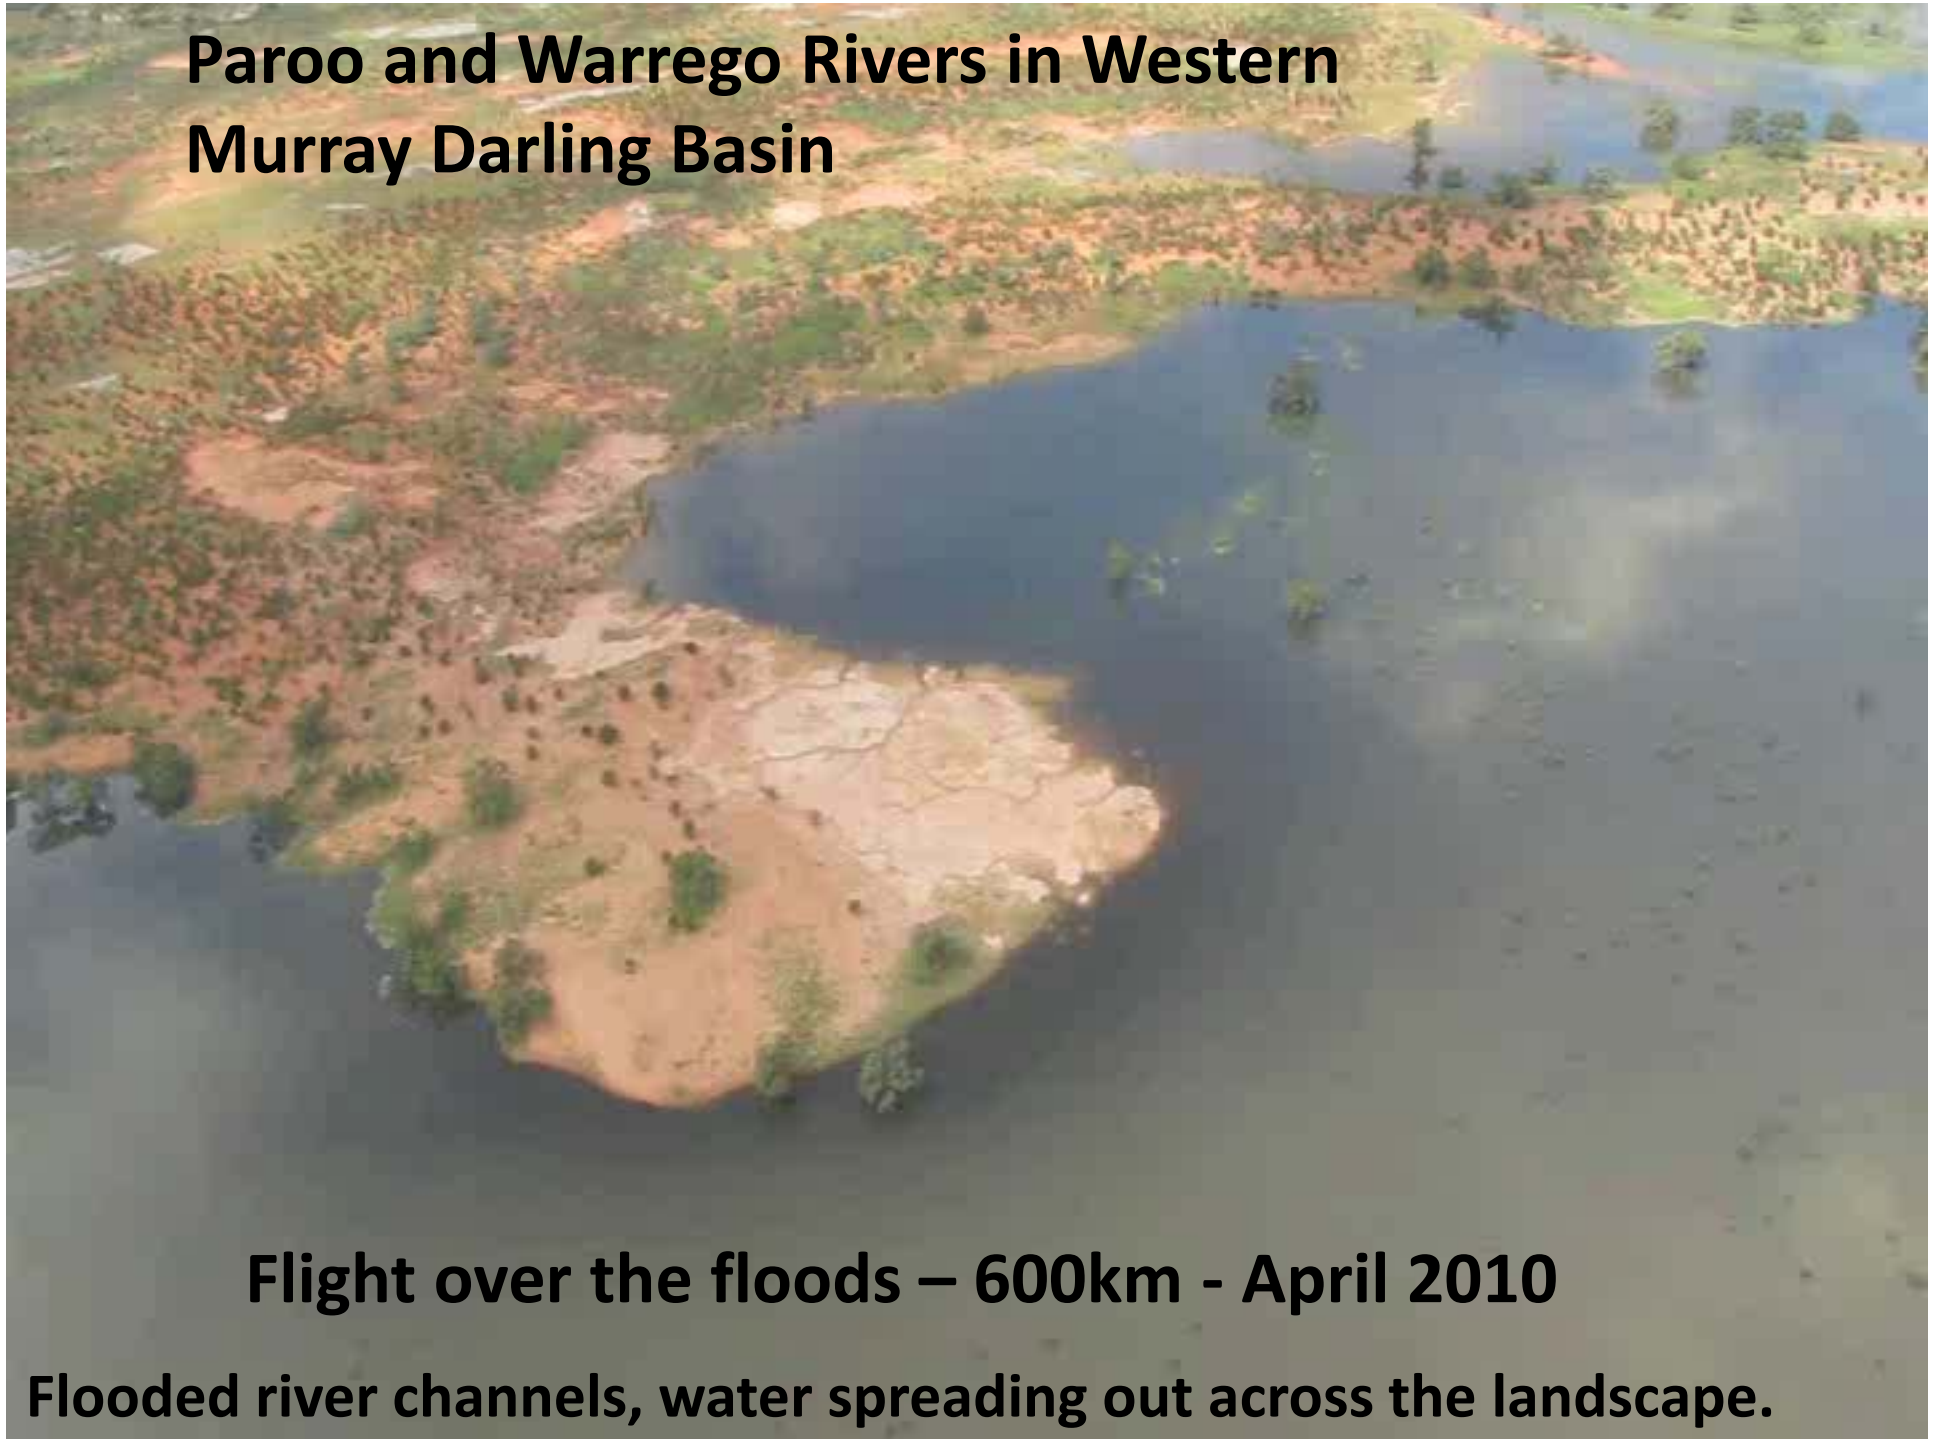 Paroo and Warrego Rivers in Western
Murray Darling Basin
Flight over the floods – 600km - April 2010
Flooded river channels, water spreading out across the landscape.